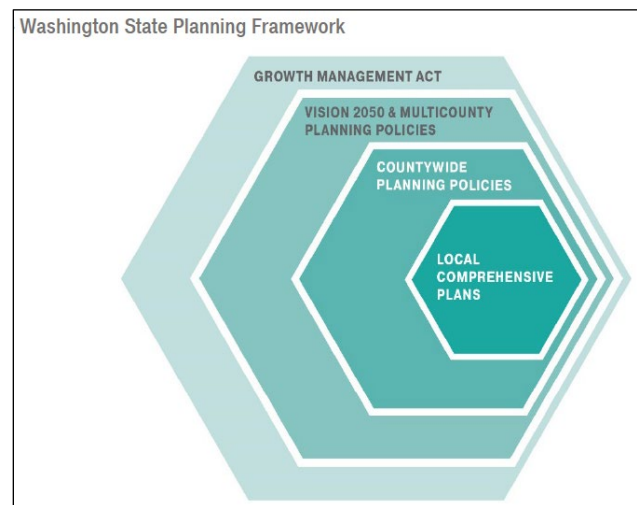 Washington State Planning Framework
GROWTH MANAGEMENT ACT
VISION 2050 & MULTICOUNTY
PLANNING POLICIES
COUNTYWIDE
PLANNING POLICIES
LOCAL
COMPREHENSIVE
PLANS